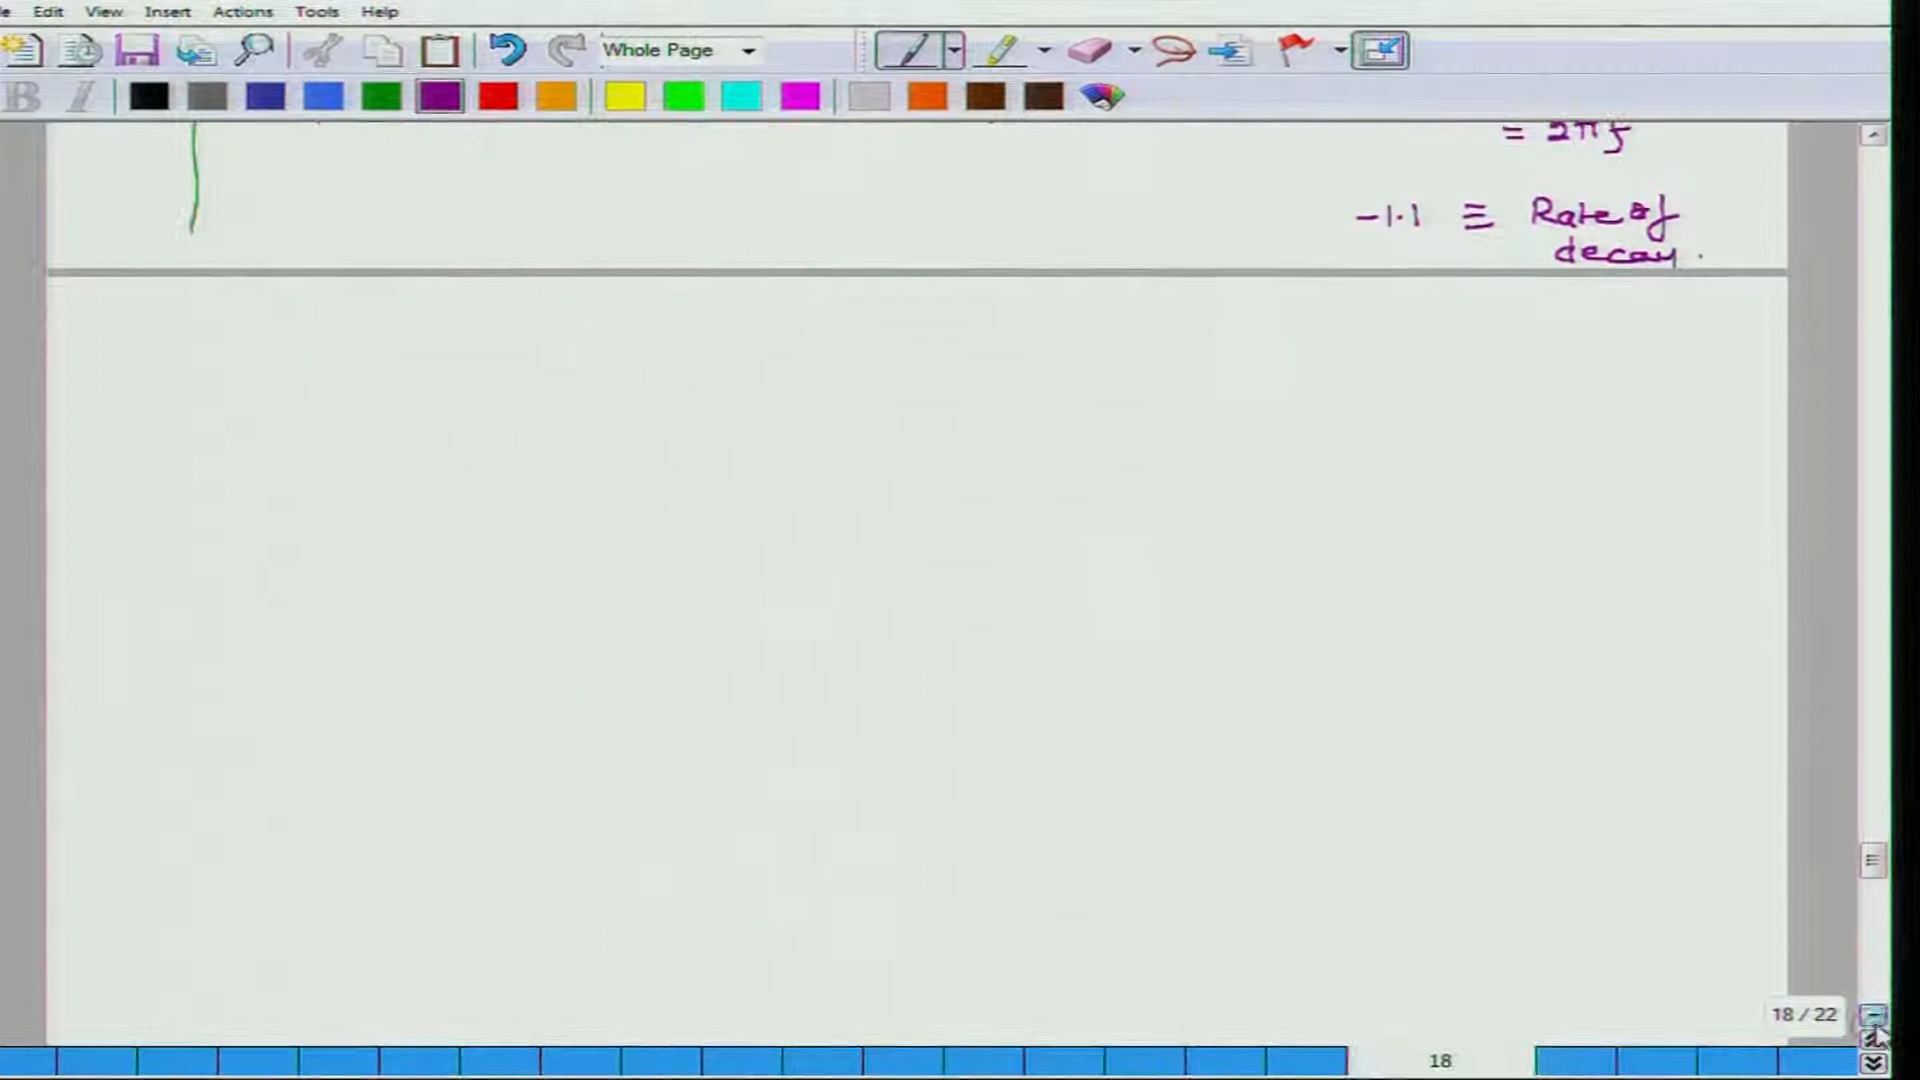 Edit View Insert Actions Tools Help
Whole Page
B I
= 2πf
-1.1 ≡ Rate of
decay.
18 / 22
18